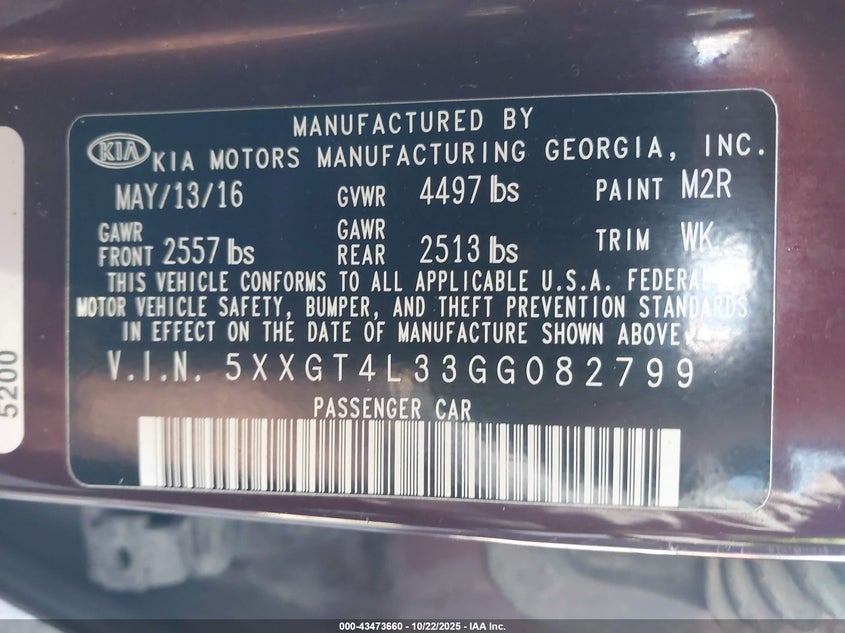 MANUFACTURED BY
KIA KIA MOTORS MANUFACTURING GEORGIA, INC.
MAY/13/16 GVWR 4497 lbs PAINT M2R
GAWR FRONT 2557 lbs GAWR REAR 2513 lbs TRIM WK
THIS VEHICLE CONFORMS TO ALL APPLICABLE U.S.A. FEDERAL
MOTOR VEHICLE SAFETY, BUMPER, AND THEFT PREVENTION STANDARDS
IN EFFECT ON THE DATE OF MANUFACTURE SHOWN ABOVE.
V.I.N. 5XXGT4L33GG082799
PASSENGER CAR
5200
000-43473660 | 10/22/2025 - IAA Inc.